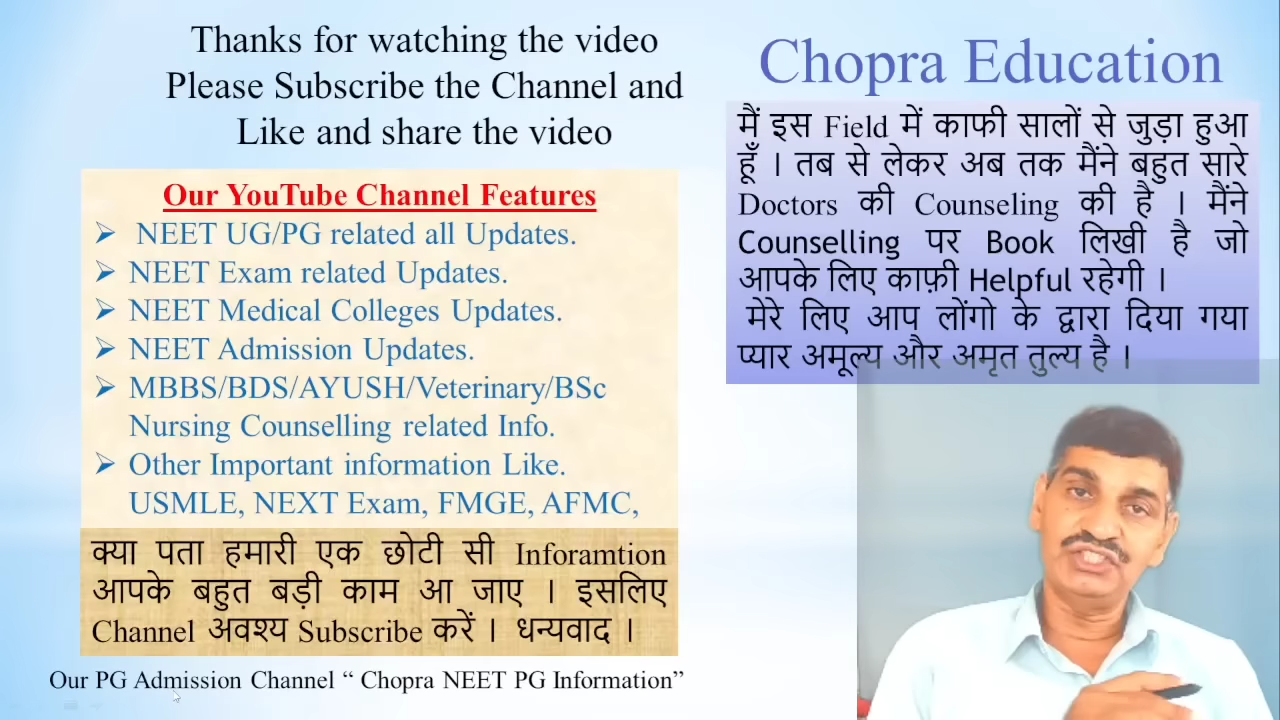 Thanks for watching the video
Please Subscribe the Channel and
Like and share the video
Our YouTube Channel Features
➢ NEET UG/PG related all Updates.
➢ NEET Exam related Updates.
➢ NEET Medical Colleges Updates.
➢ NEET Admission Updates.
➢ MBBS/BDS/AYUSH/Veterinary/BSc
Nursing Counselling related Info.
➢ Other Important information Like.
USMLE, NEXT Exam, FMGE, AFMC,
क्या पता हमारी एक छोटी सी Inforamtion
आपके बहुत बड़ी काम आ जाए । इसलिए
Channel अवश्य Subscribe करें । धन्यवाद ।
Our PG Admission Channel “ Chopra NEET PG Information”
Chopra Education
मैं इस Field में काफी सालों से जुड़ा हुआ
हूँ । तब से लेकर अब तक मैंने बहुत सारे
Doctors की Counseling की है । मैंने
Counselling पर Book लिखी है जो
आपके लिए काफ़ी Helpful रहेगी ।
मेरे लिए आप लोंगो के द्वारा दिया गया
प्यार अमूल्य और अमृत तुल्य है ।